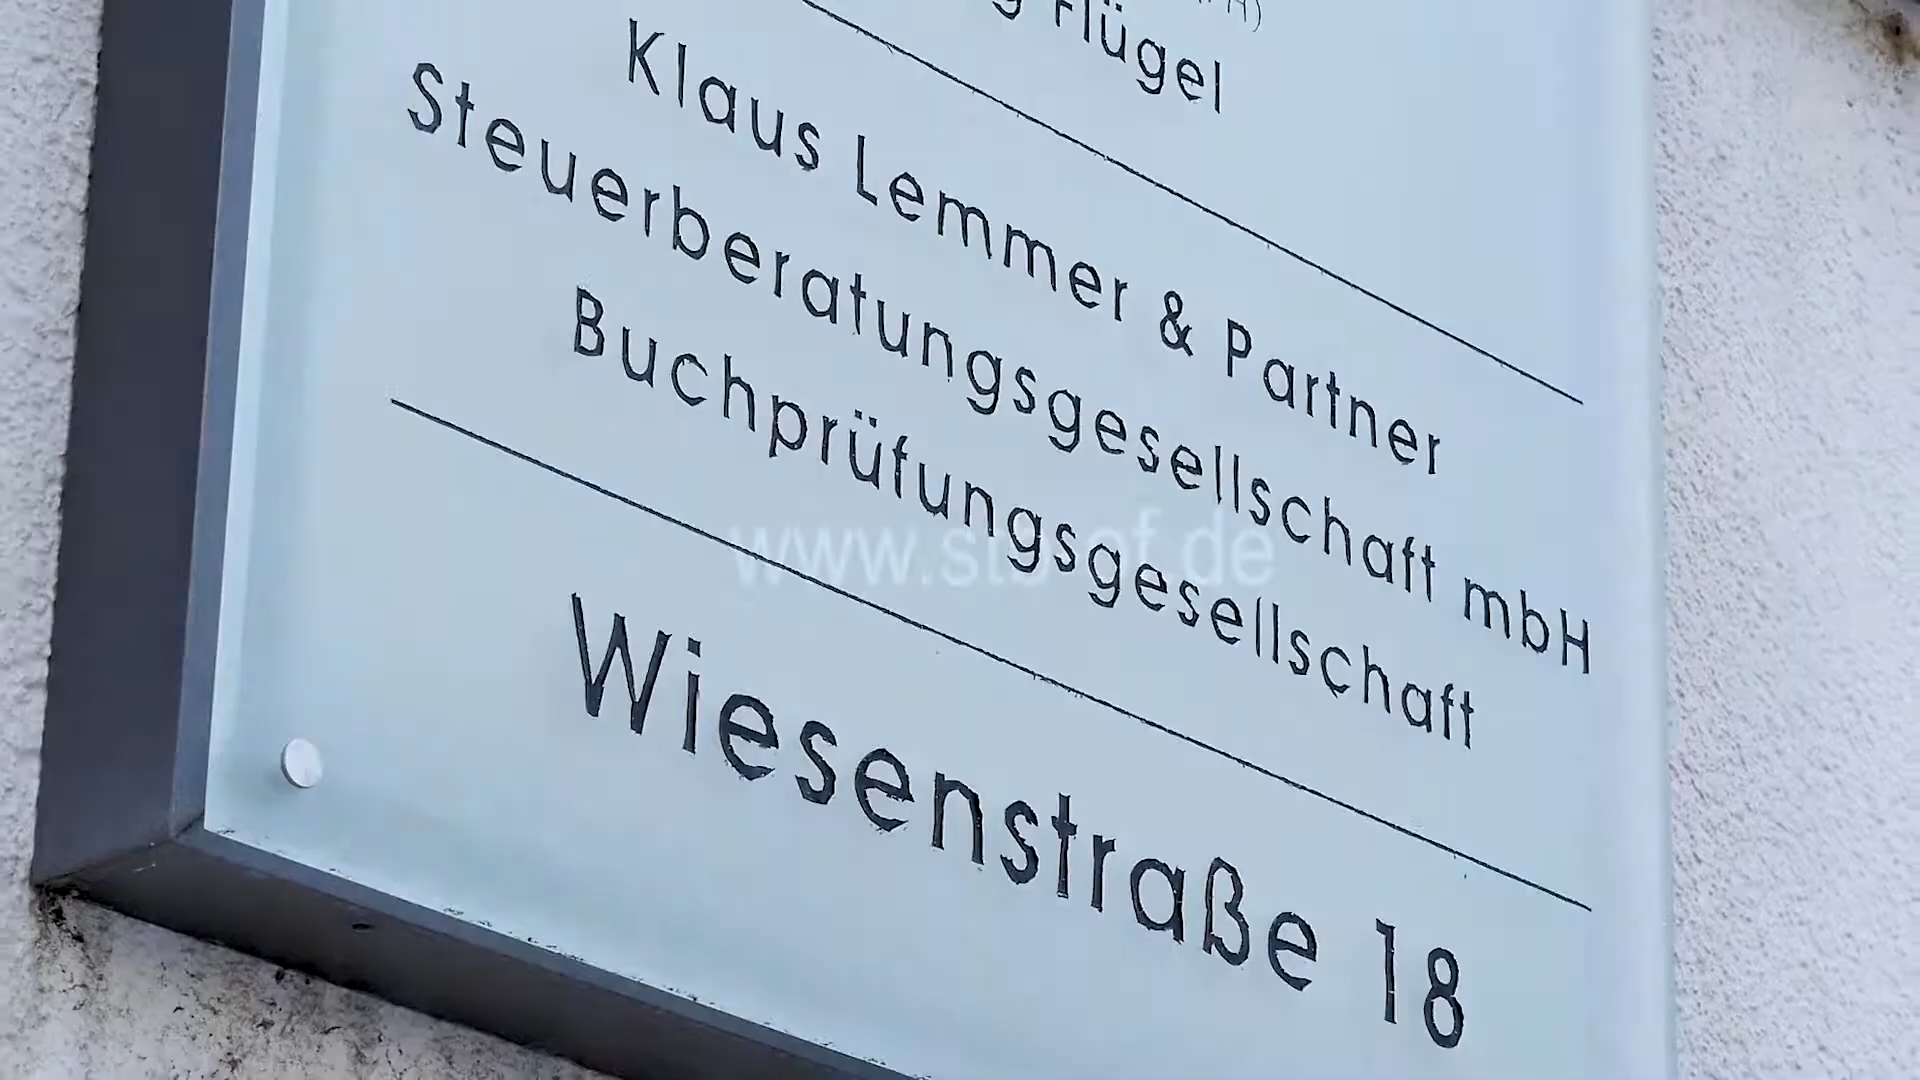 Flügel
Klaus Lemmer & Partner
Steuerberatungsgesellschaft mbH
Buchprüfungsgesellschaft
Wiesenstraße 18